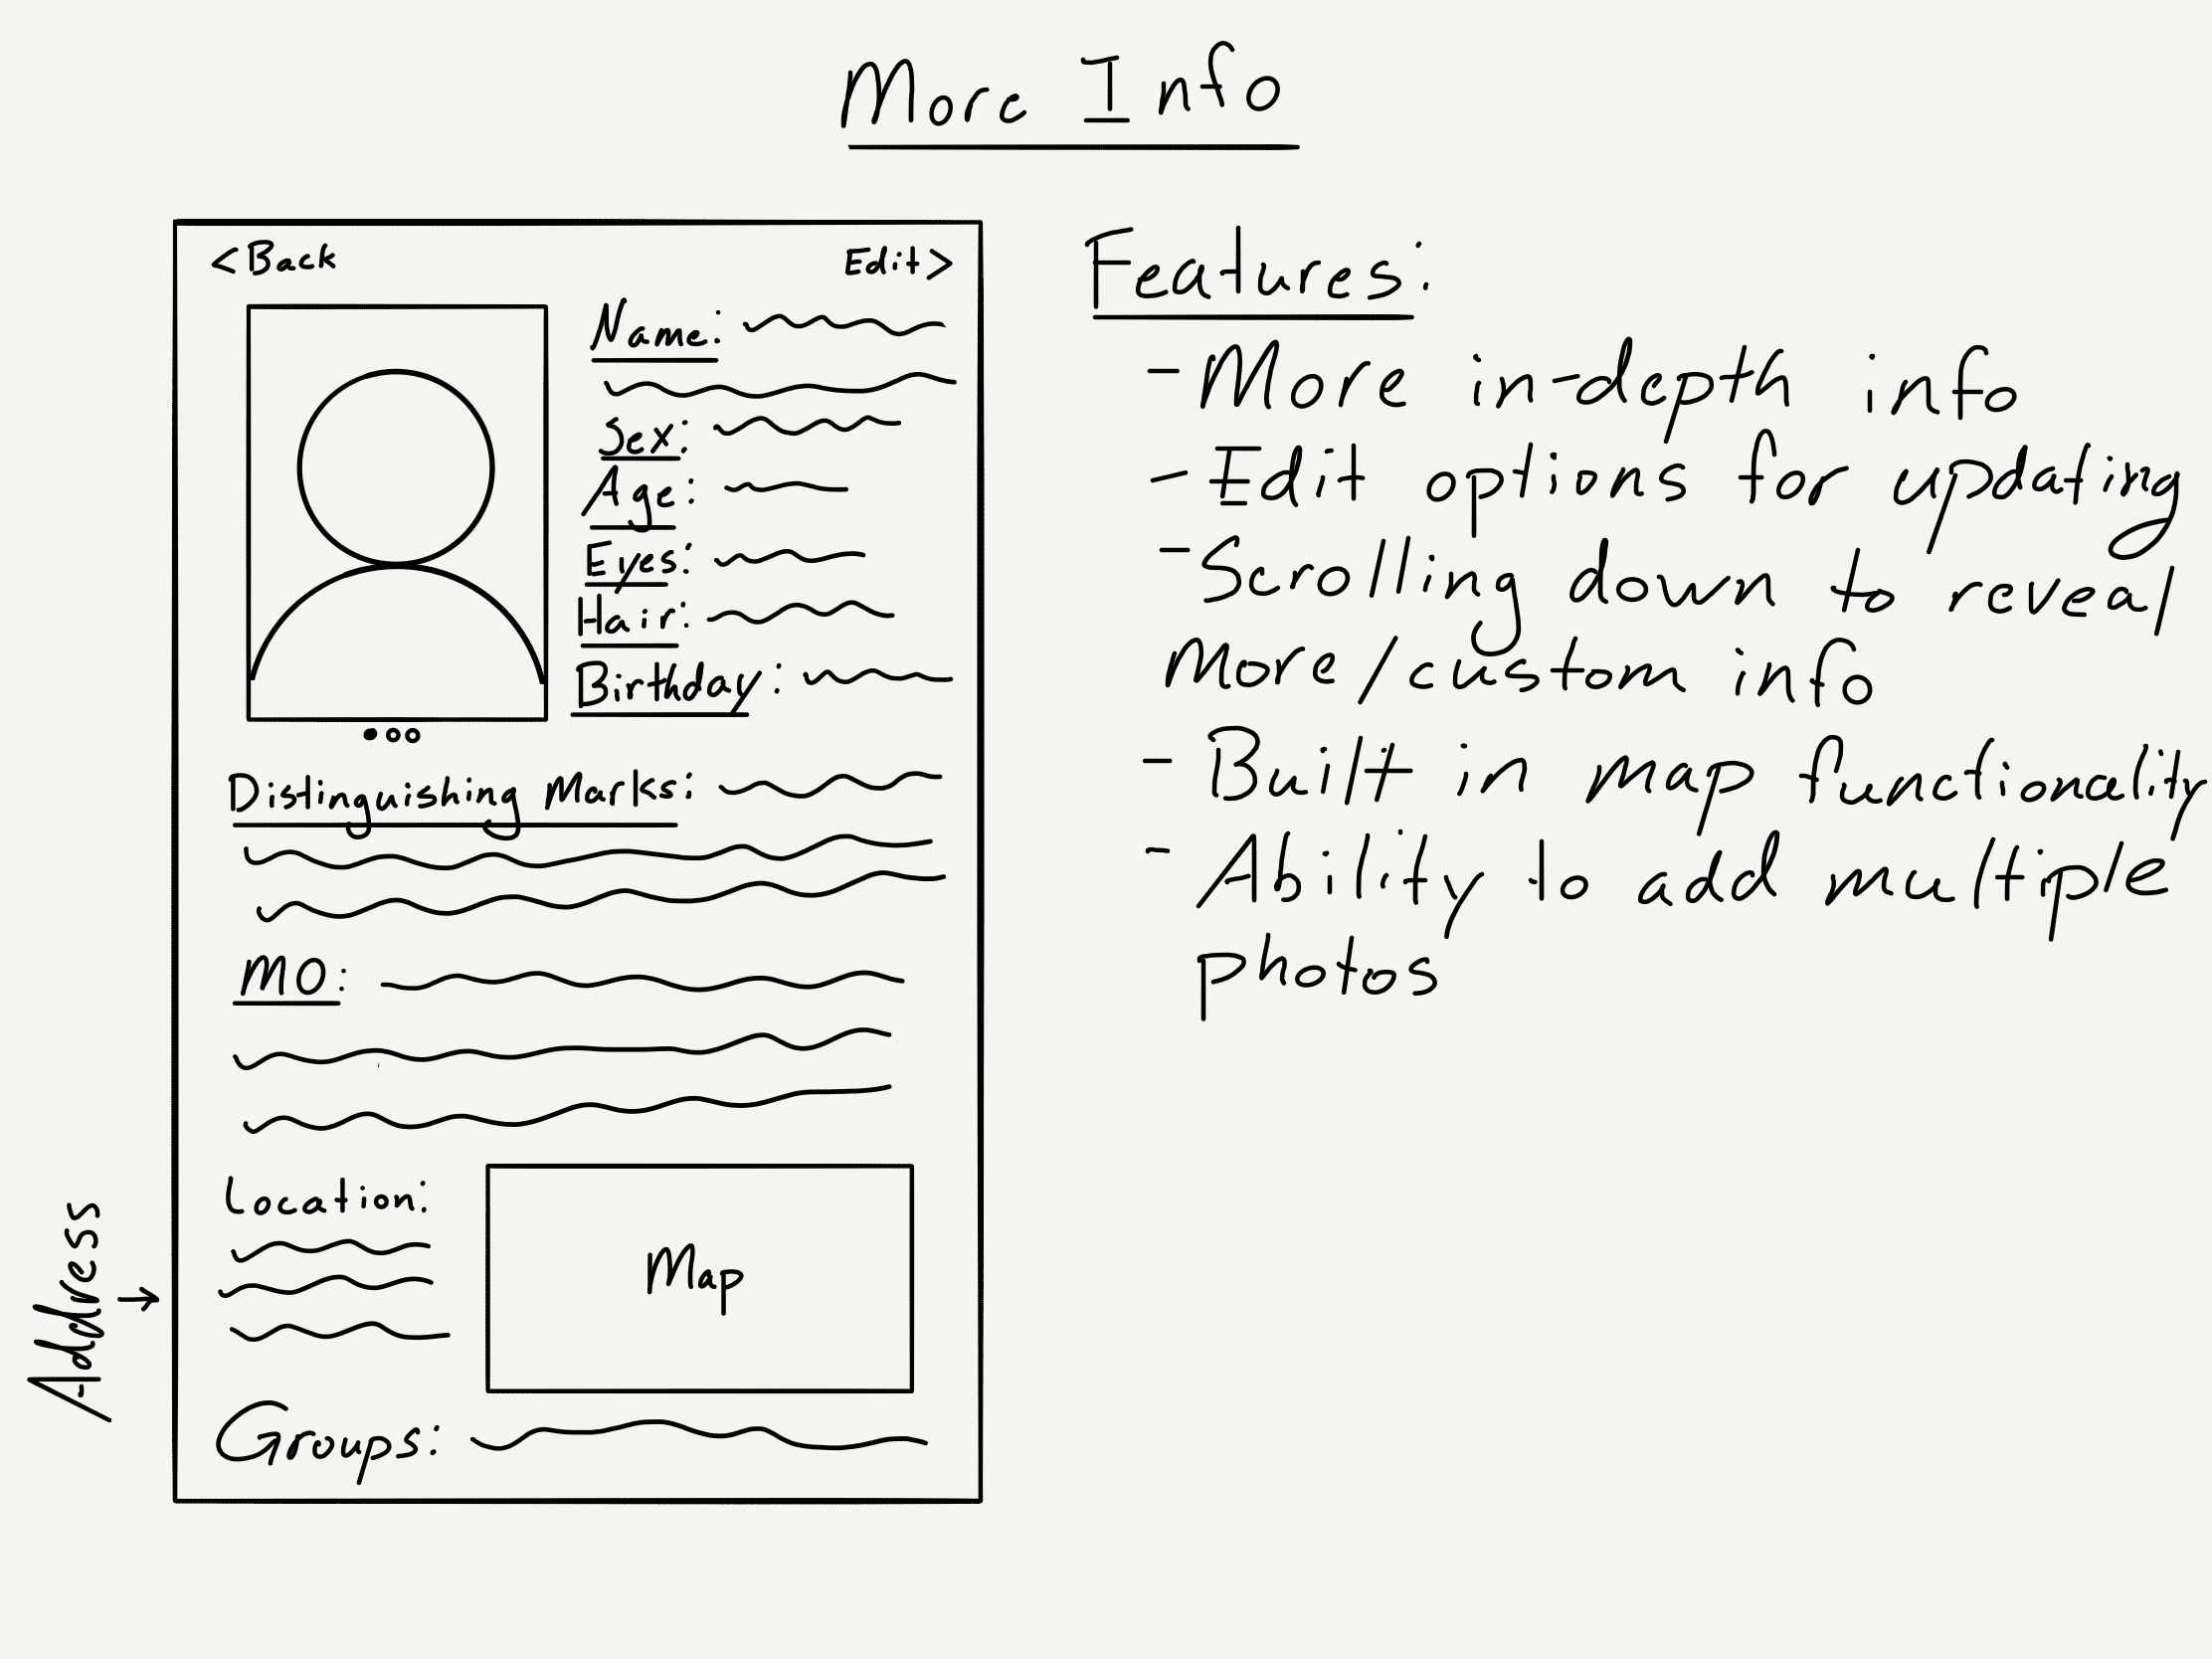 More Info
<Back
Edit>
Name:
Sex:
Age:
Eyes:
Hair:
Birthday:
Distinguishing Marks:
MO:
Location:
Map
Address →
Groups:
Features:
- More in-depth info
- Edit options for updating
- Scrolling down to reveal
More/custom info
- Built in map functionality
- Ability to add multiple
photos